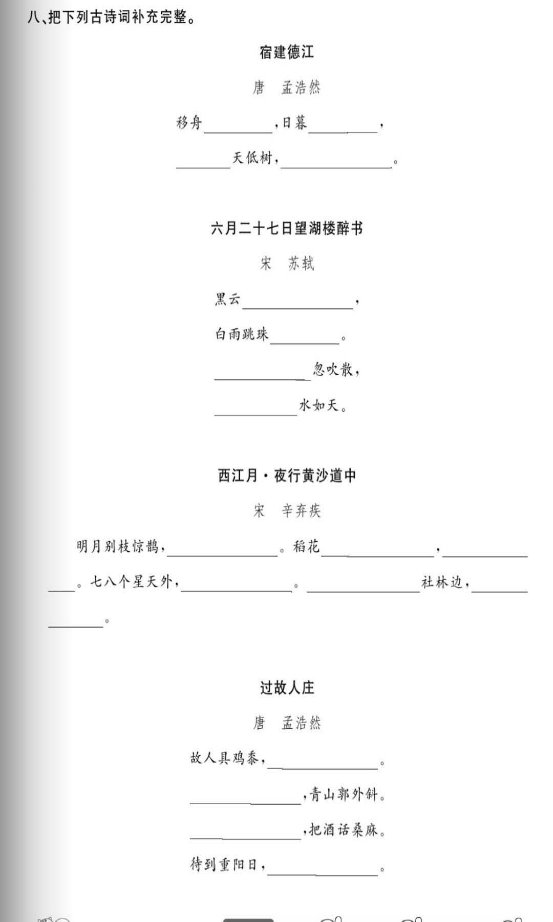 八、把下列古诗词补充完整。
宿建德江
唐 孟浩然
移舟________,日暮________,
________天低树,____________。
六月二十七日望湖楼醉书
宋 苏轼
黑云____________,
白雨跳珠________。
____________忽吹散,
__________水如天。
西江月·夜行黄沙道中
宋 辛弃疾
明月别枝惊鹊,____________。稻花____________,__________
___。七八个星天外,____________。____________社林边,______
______。
过故人庄
唐 孟浩然
故人具鸡黍,____________。
____________,青山郭外斜。
____________,把酒话桑麻。
待到重阳日,____________。